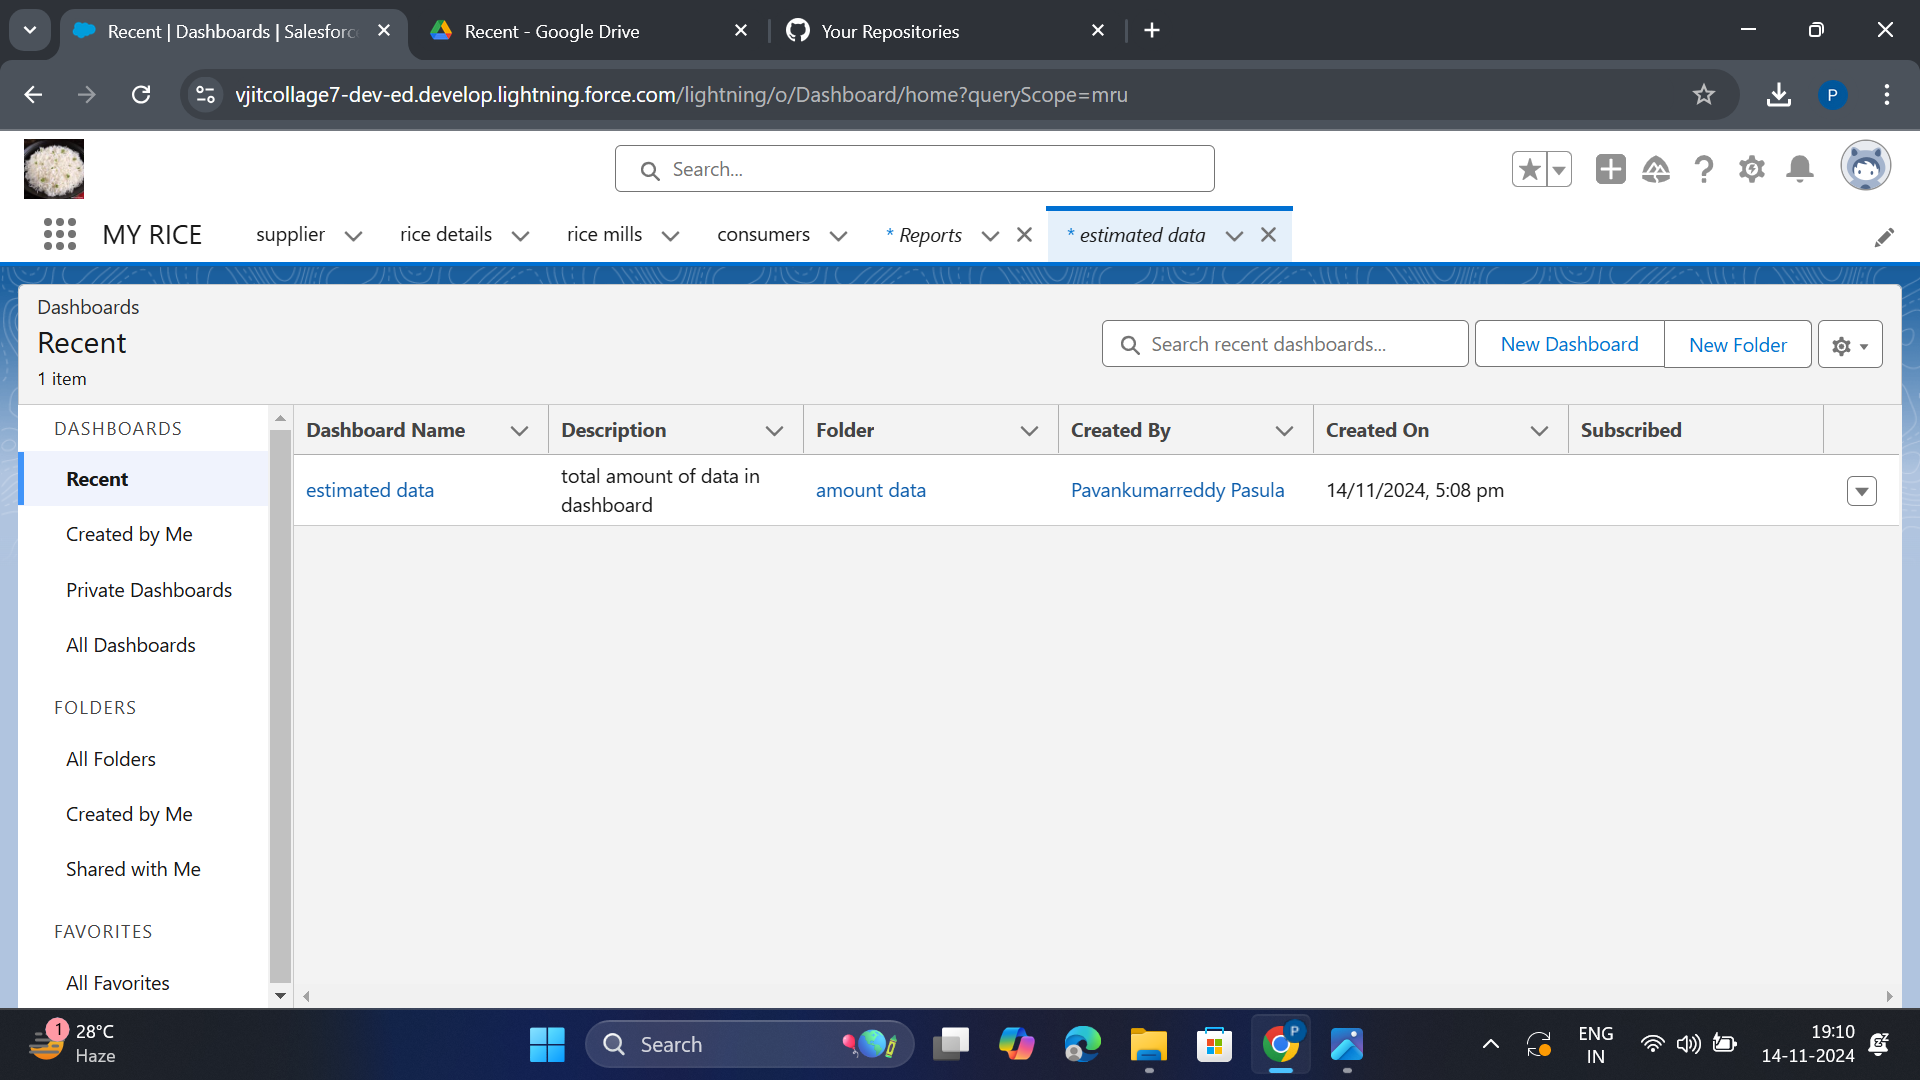 Recent | Dashboards | Salesforc
Recent - Google Drive
Your Repositories
vjitcollage7-dev-ed.develop.lightning.force.com/lightning/o/Dashboard/home?queryScope=mru
P
Search...
MY RICE
supplier
rice details
rice mills
consumers
* Reports
* estimated data
Dashboards
Recent
1 item
Search recent dashboards...
New Dashboard
New Folder
DASHBOARDS
Recent
Created by Me
Private Dashboards
All Dashboards
FOLDERS
All Folders
Created by Me
Shared with Me
FAVORITES
All Favorites
Dashboard Name
Description
Folder
Created By
Created On
Subscribed
estimated data
total amount of data in
dashboard
amount data
Pavankumarreddy Pasula
14/11/2024, 5:08 pm
1
28°C
Haze
Search
P
ENG
IN
19:10
14-11-2024